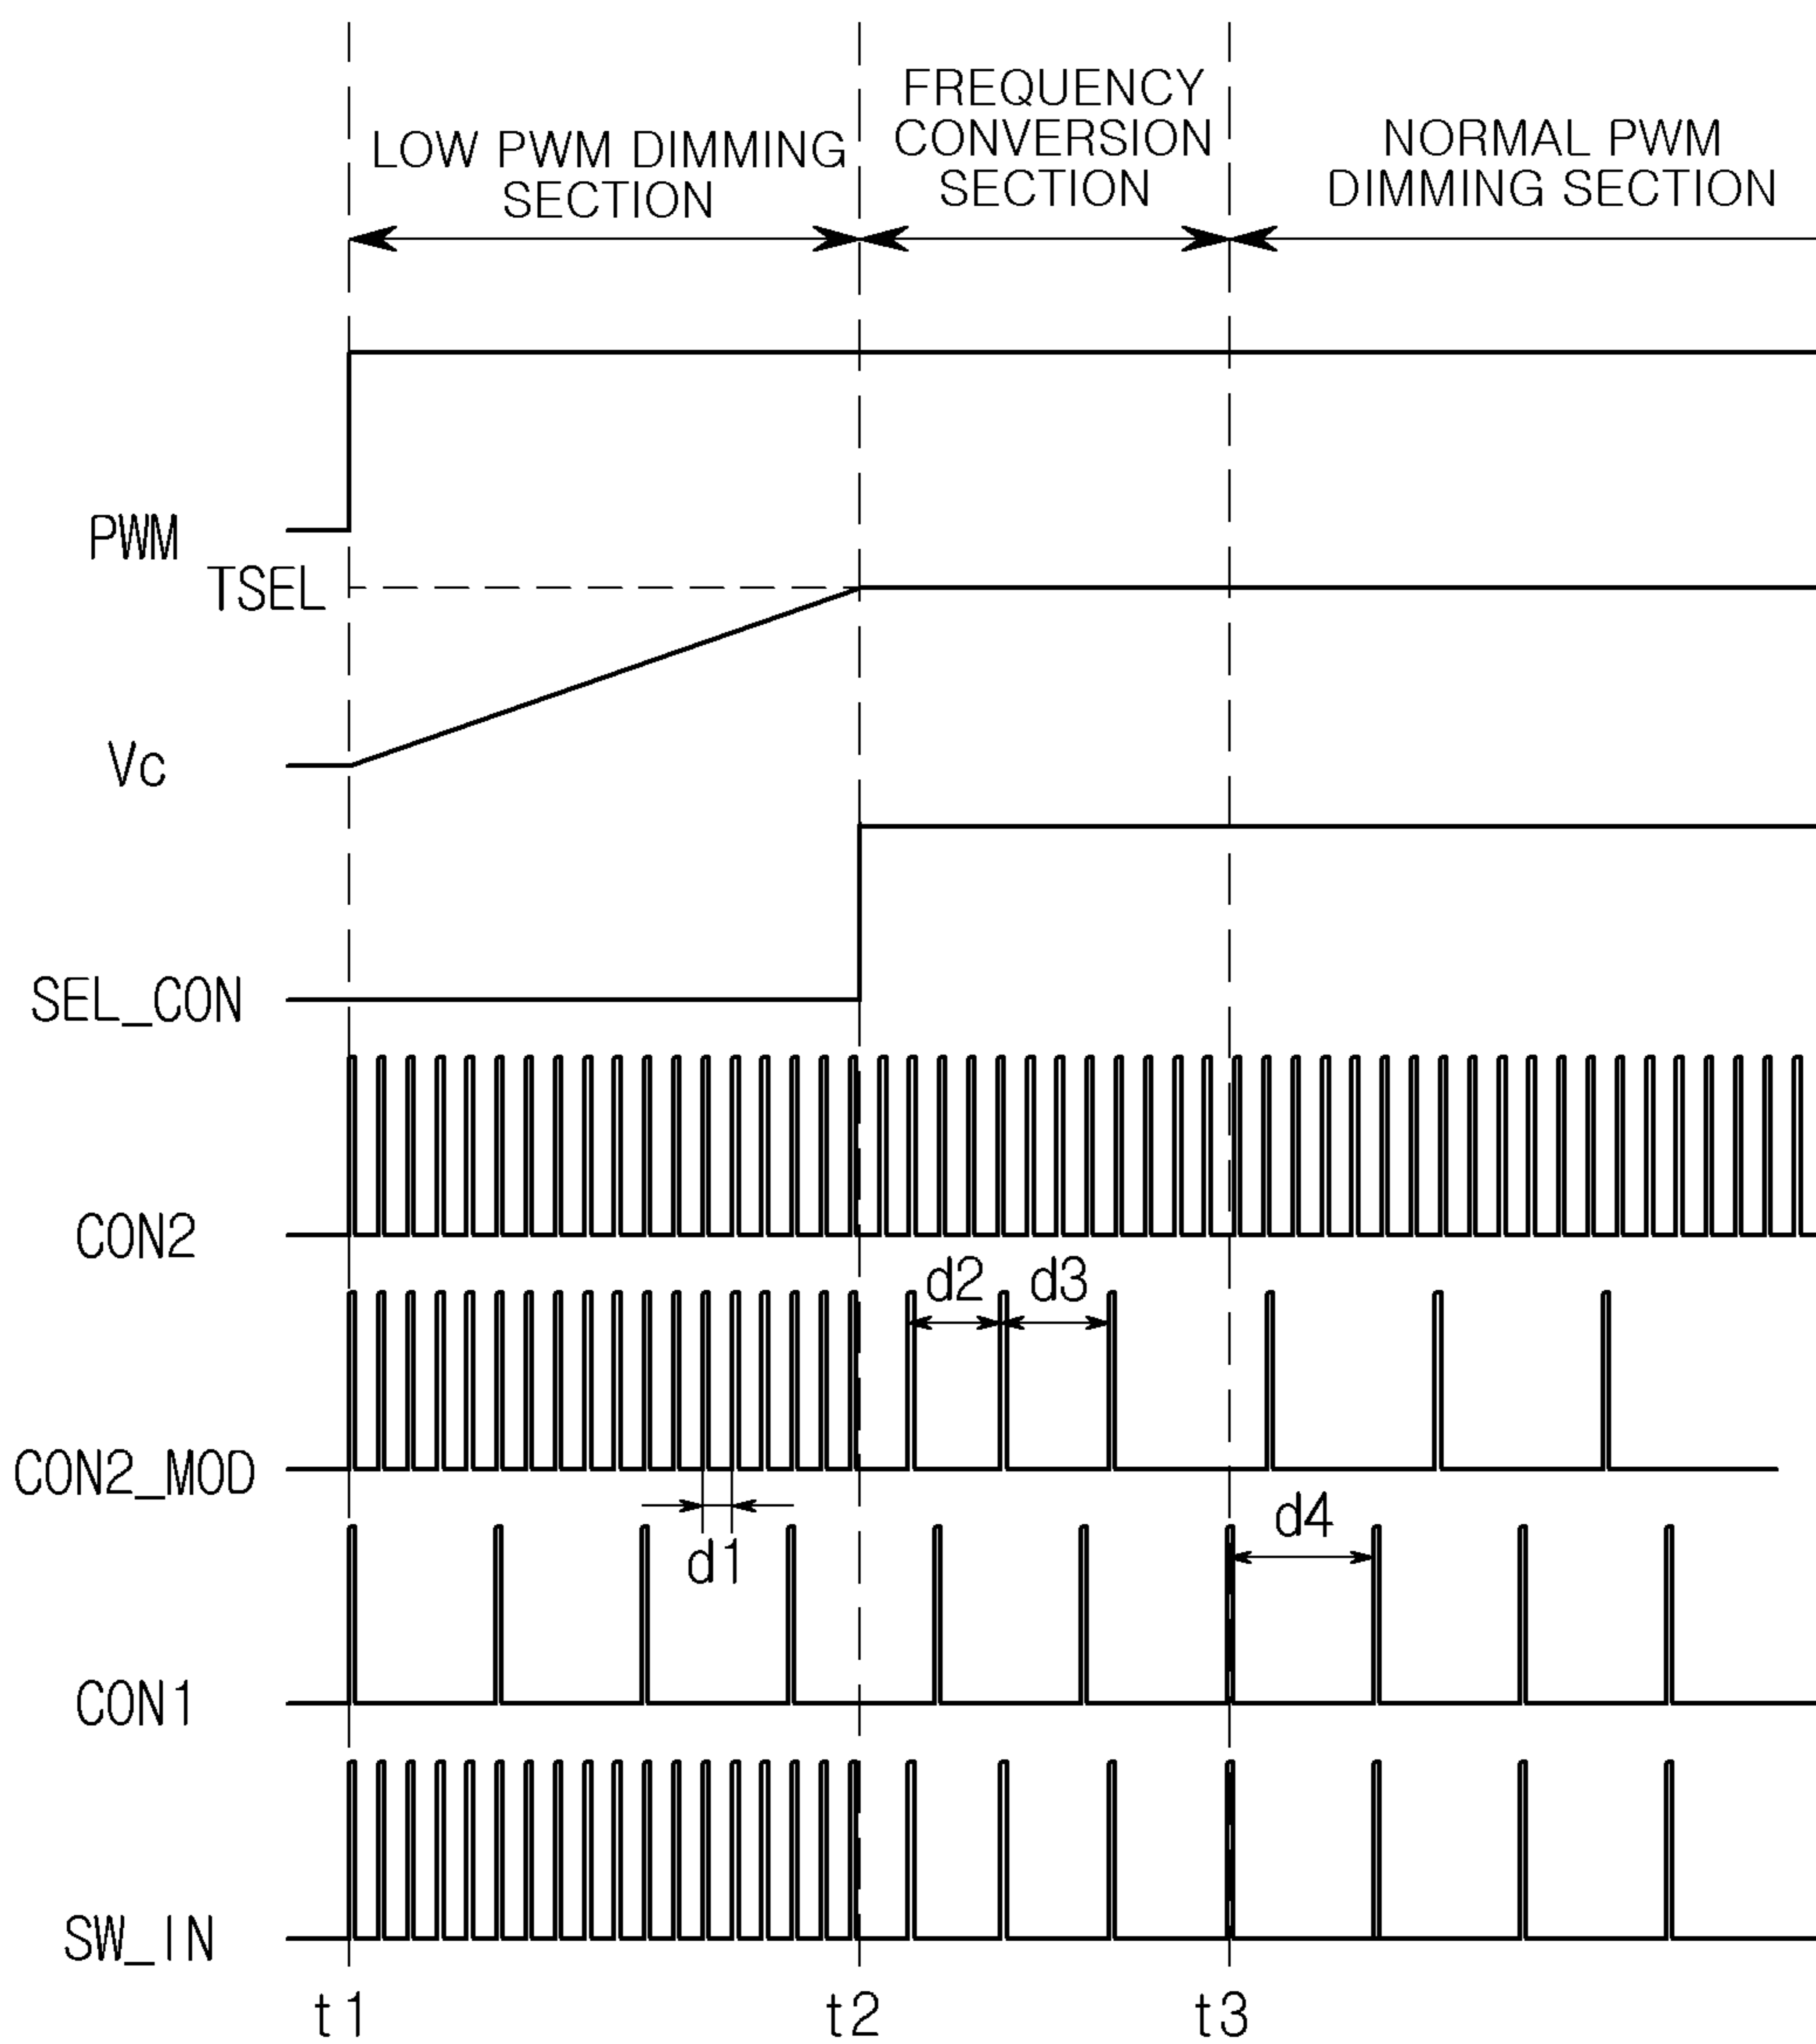 LOW PWM DIMMING
SECTION
FREQUENCY
CONVERSION
SECTION
NORMAL PWM
DIMMING SECTION
PWM
TSEL
Vc
SEL_CON
CON2
d2
d3
CON2_MOD
d1
d4
CON1
SW_IN
t1
t2
t3